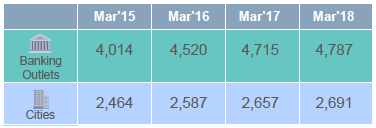 Mar'15 Mar'16 Mar'17 Mar'18
Banking Outlets 4,014 4,520 4,715 4,787
Cities 2,464 2,587 2,657 2,691